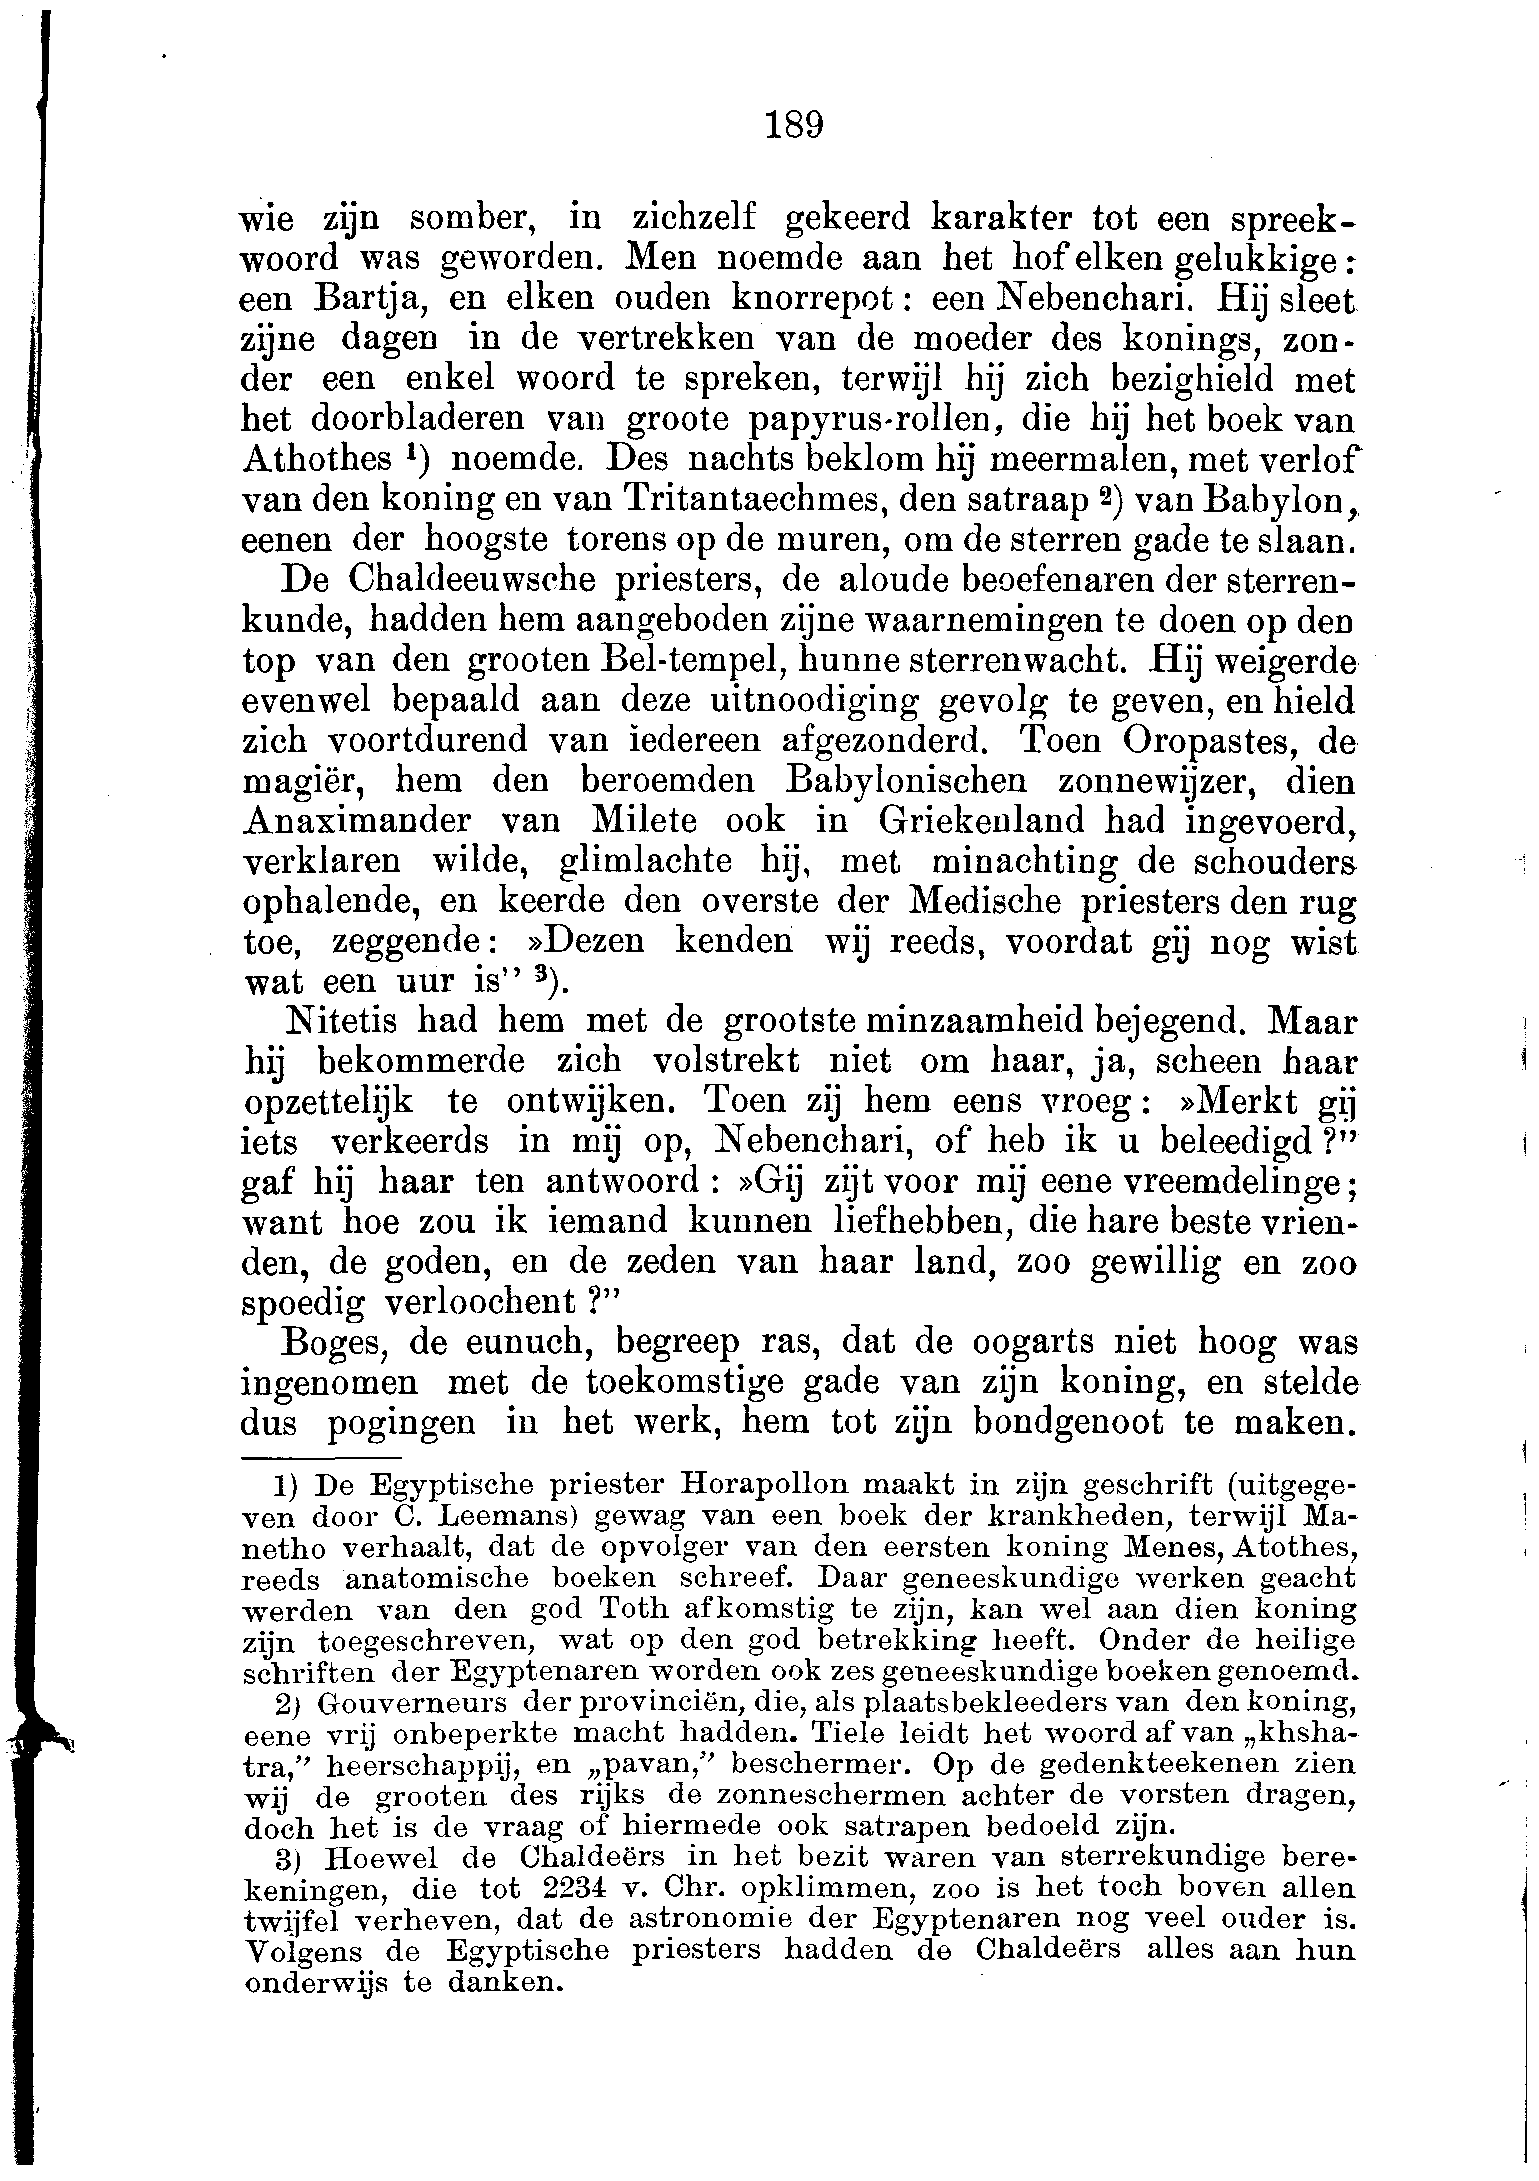 189
wie zijn somber, in zichzelf gekeerd karakter tot een spreek-
woord was geworden. Men noemde aan het hof elken gelukkige:
een Bartja, en elken ouden knorrepot: een Nebenchari. Hij sleet
zijne dagen in de vertrekken van de moeder des konings, zon-
der een enkel woord te spreken, terwijl hij zich bezighield met
het doorbladeren van groote papyrus-rollen, die hij het boek van
Athothes ¹) noemde. Des nachts beklom hij meermalen, met verlof
van den koning en van Tritantaechmes, den satraap ²) van Babylon,
eenen der hoogste torens op de muren, om de sterren gade te slaan.
De Chaldeeuwsche priesters, de aloude beoefenaren der sterren-
kunde, hadden hem aangeboden zijne waarnemingen te doen op den
top van den grooten Bel-tempel, hunne sterrenwacht. Hij weigerde
evenwel bepaald aan deze uitnoodiging gevolg te geven, en hield
zich voortdurend van iedereen afgezonderd. Toen Oropastes, de
magiër, hem den beroemden Babylonischen zonnewijzer, dien
Anaximander van Milete ook in Griekenland had ingevoerd,
verklaren wilde, glimlachte hij, met minachting de schouders
ophalende, en keerde den overste der Medische priesters den rug
toe, zeggende: »Dezen kenden wij reeds, voordat gij nog wist
wat een uur is” ³).
Nitetis had hem met de grootste minzaamheid bejegend. Maar
hij bekommerde zich volstrekt niet om haar, ja, scheen haar
opzettelijk te ontwijken. Toen zij hem eens vroeg: »Merkt gij
iets verkeerds in mij op, Nebenchari, of heb ik u beleedigd?”
gaf hij haar ten antwoord: »Gij zijt voor mij eene vreemdelinge;
want hoe zou ik iemand kunnen liefhebben, die hare beste vrien-
den, de goden, en de zeden van haar land, zoo gewillig en zoo
spoedig verloochent?”
Boges, de eunuch, begreep ras, dat de oogarts niet hoog was
ingenomen met de toekomstige gade van zijn koning, en stelde
dus pogingen in het werk, hem tot zijn bondgenoot te maken.
1) De Egyptische priester Horapollon maakt in zijn geschrift (uitgege-
ven door C. Leemans) gewag van een boek der krankheden, terwijl Ma-
netho verhaalt, dat de opvolger van den eersten koning Menes, Atothes,
reeds anatomische boeken schreef. Daar geneeskundige werken geacht
werden van den god Toth afkomstig te zijn, kan wel aan dien koning
zijn toegeschreven, wat op den god betrekking heeft. Onder de heilige
schriften der Egyptenaren worden ook zes geneeskundige boeken genoemd.
2) Gouverneurs der provinciën, die, als plaatsbekleeders van den koning,
eene vrij onbeperkte macht hadden. Tiele leidt het woord af van „khsha-
tra,” heerschappij, en „pavan,” beschermer. Op de gedenkteekenen zien
wij de grooten des rijks de zonneschermen achter de vorsten dragen,
doch het is de vraag of hiermede ook satrapen bedoeld zijn.
3) Hoewel de Chaldeërs in het bezit waren van sterrekundige bere-
keningen, die tot 2234 v. Chr. opklimmen, zoo is het toch boven allen
twijfel verheven, dat de astronomie der Egyptenaren nog veel ouder is.
Volgens de Egyptische priesters hadden de Chaldeërs alles aan hun
onderwijs te danken.